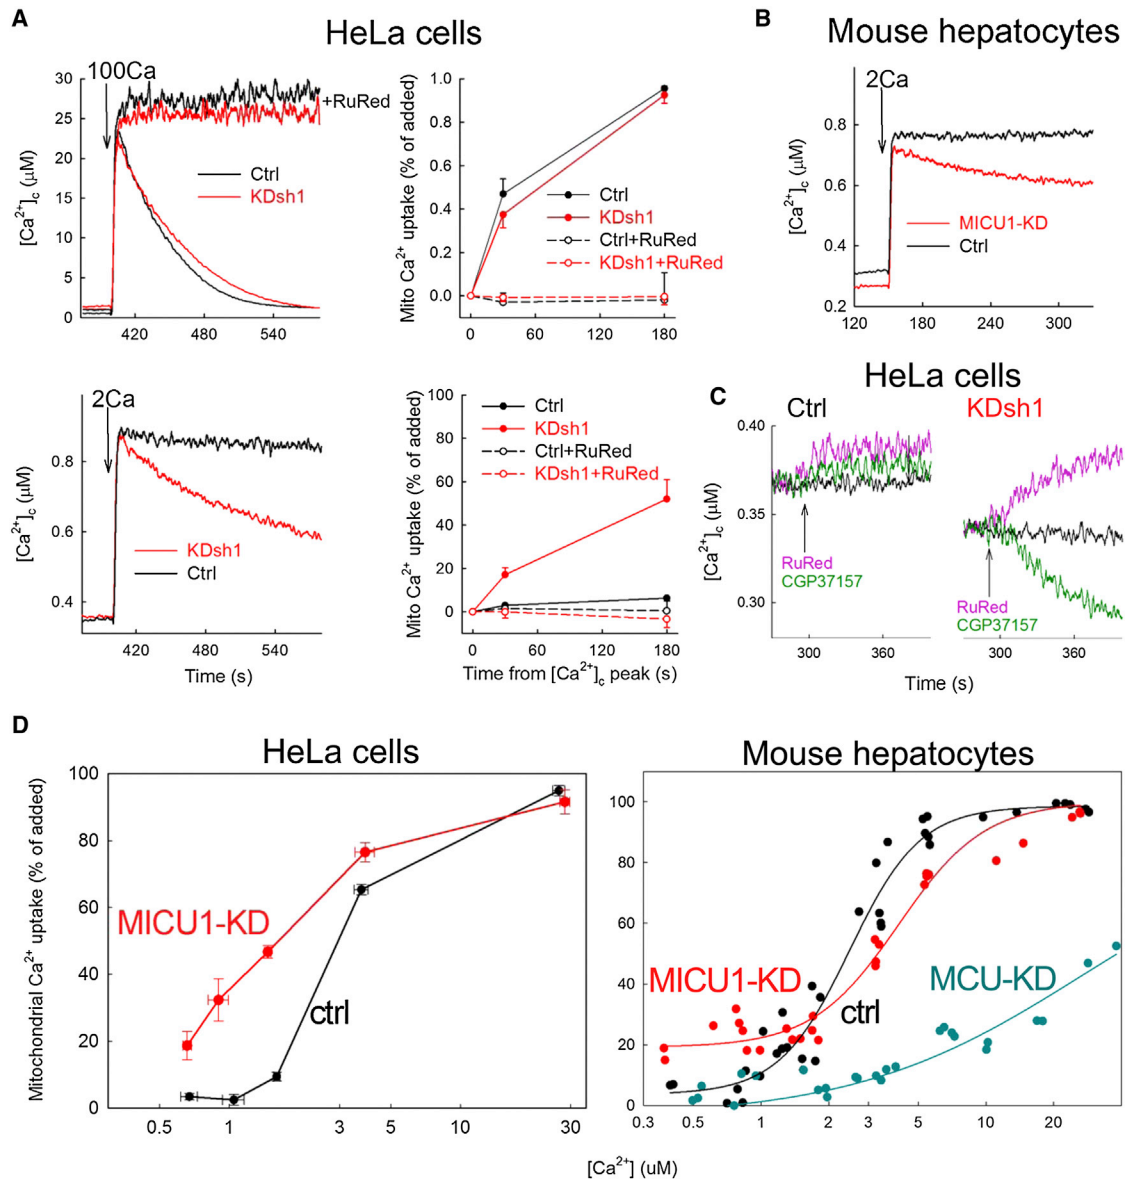 A
HeLa cells
100Ca
+RuRed
Ctrl
KDsh1
[Ca²⁺]c (µM)
30
25
20
15
10
5
0
420
480
540
Mito Ca²⁺ uptake (% of added)
1.0
0.8
0.6
0.4
0.2
0.0
Ctrl
KDsh1
Ctrl+RuRed
KDsh1+RuRed
0
60
120
180
B
Mouse hepatocytes
2Ca
[Ca²⁺]c (µM)
0.8
0.6
0.4
0.2
MICU1-KD
Ctrl
120
180
240
300
2Ca
[Ca²⁺]c (µM)
0.8
0.6
0.4
KDsh1
Ctrl
420
480
540
Time (s)
Mito Ca²⁺ uptake (% of added)
100
80
60
40
20
0
Ctrl
KDsh1
Ctrl+RuRed
KDsh1+RuRed
0
60
120
180
Time from [Ca²⁺]c peak (s)
C
HeLa cells
Ctrl
KDsh1
[Ca²⁺]c (µM)
0.40
0.35
0.30
RuRed
CGP37157
RuRed
CGP37157
300
360
300
360
Time (s)
D
HeLa cells
Mitochondrial Ca²⁺ uptake (% of added)
100
80
60
40
20
0
MICU1-KD
ctrl
0.5
1
3
5
10
30
Mouse hepatocytes
100
80
60
40
20
0
MICU1-KD
ctrl
MCU-KD
0.3
0.5
1
2
3
5
10
20
[Ca²⁺] (uM)